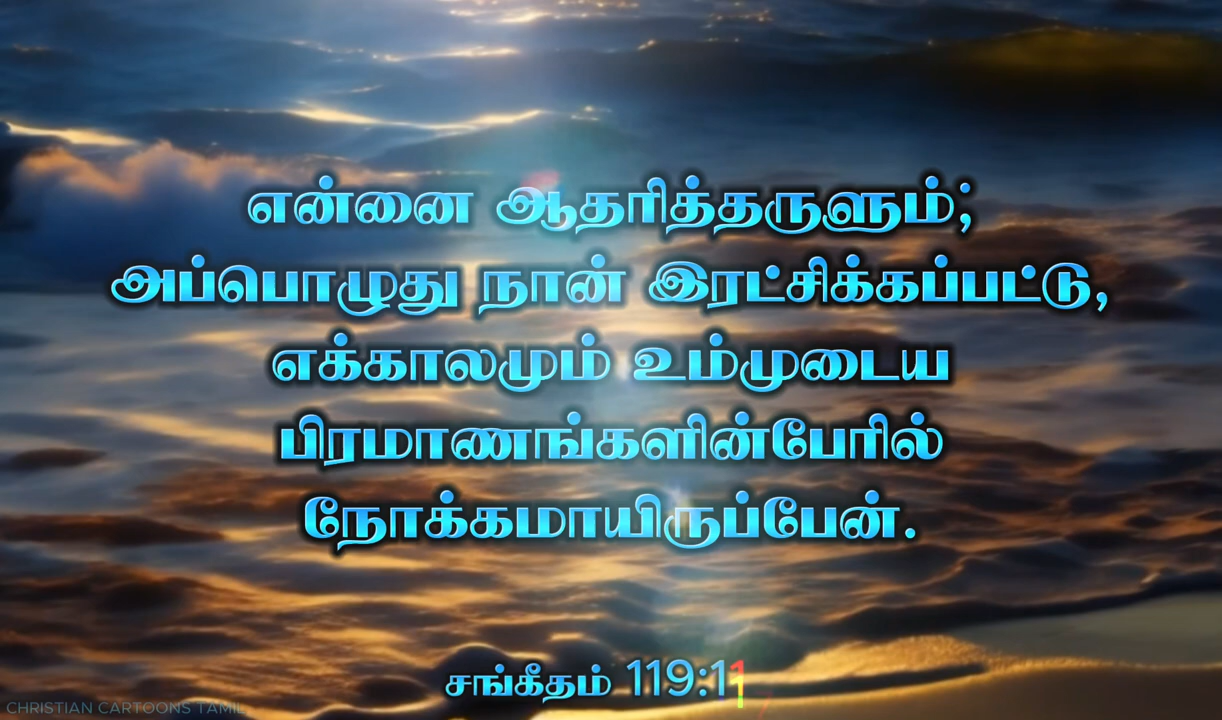 என்னை ஆதரித்தருளும்;
அப்பொழுது நான் இரட்சிக்கப்பட்டு,
எக்காலமும் உம்முடைய
பிரமாணங்களின்பேரில்
நோக்கமாயிருப்பேன்.
சங்கீதம் 119:11
CHRISTIAN CARTOONS TAMIL